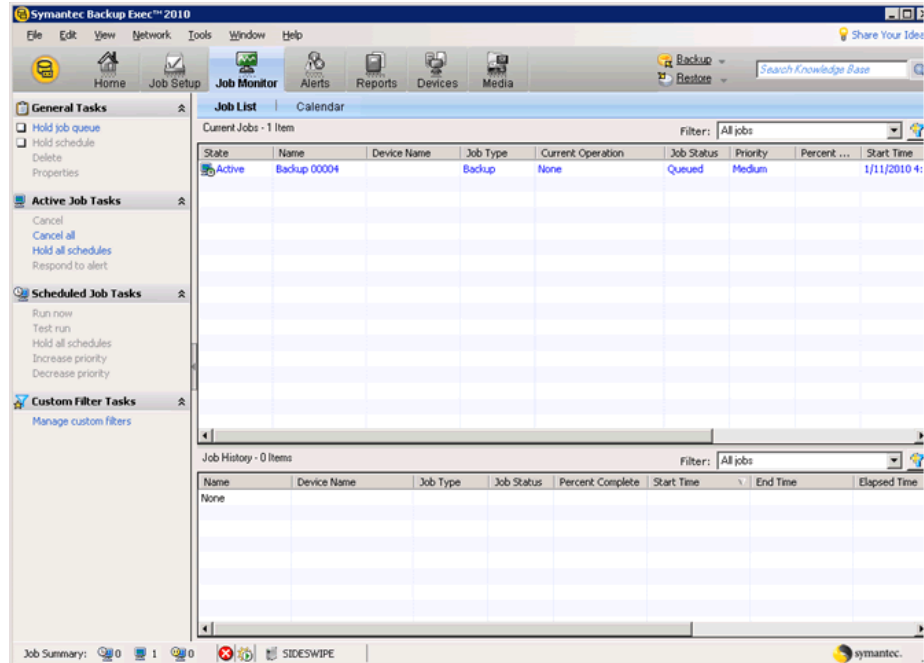 Symantec Backup Exec™ 2010
File Edit View Network Tools Window Help
Share Your Idea
Home Job Setup Job Monitor Alerts Reports Devices Media
Backup
Restore
Search Knowledge Base
General Tasks
Hold job queue
Hold schedule
Delete
Properties
Active Job Tasks
Cancel
Cancel all
Hold all schedules
Respond to alert
Scheduled Job Tasks
Run now
Test run
Hold all schedules
Increase priority
Decrease priority
Custom Filter Tasks
Manage custom filters
Job List Calendar
Current Jobs - 1 Item
Filter: All jobs
State Name Device Name Job Type Current Operation Job Status Priority Percent ... Start Time
Active Backup 00004 Backup None Queued Medium 1/11/2010 4:
Job History - 0 Items
Filter: All jobs
Name Device Name Job Type Job Status Percent Complete Start Time End Time Elapsed Time
None
Job Summary: 0 1 0 SIDESWIPE
symantec.